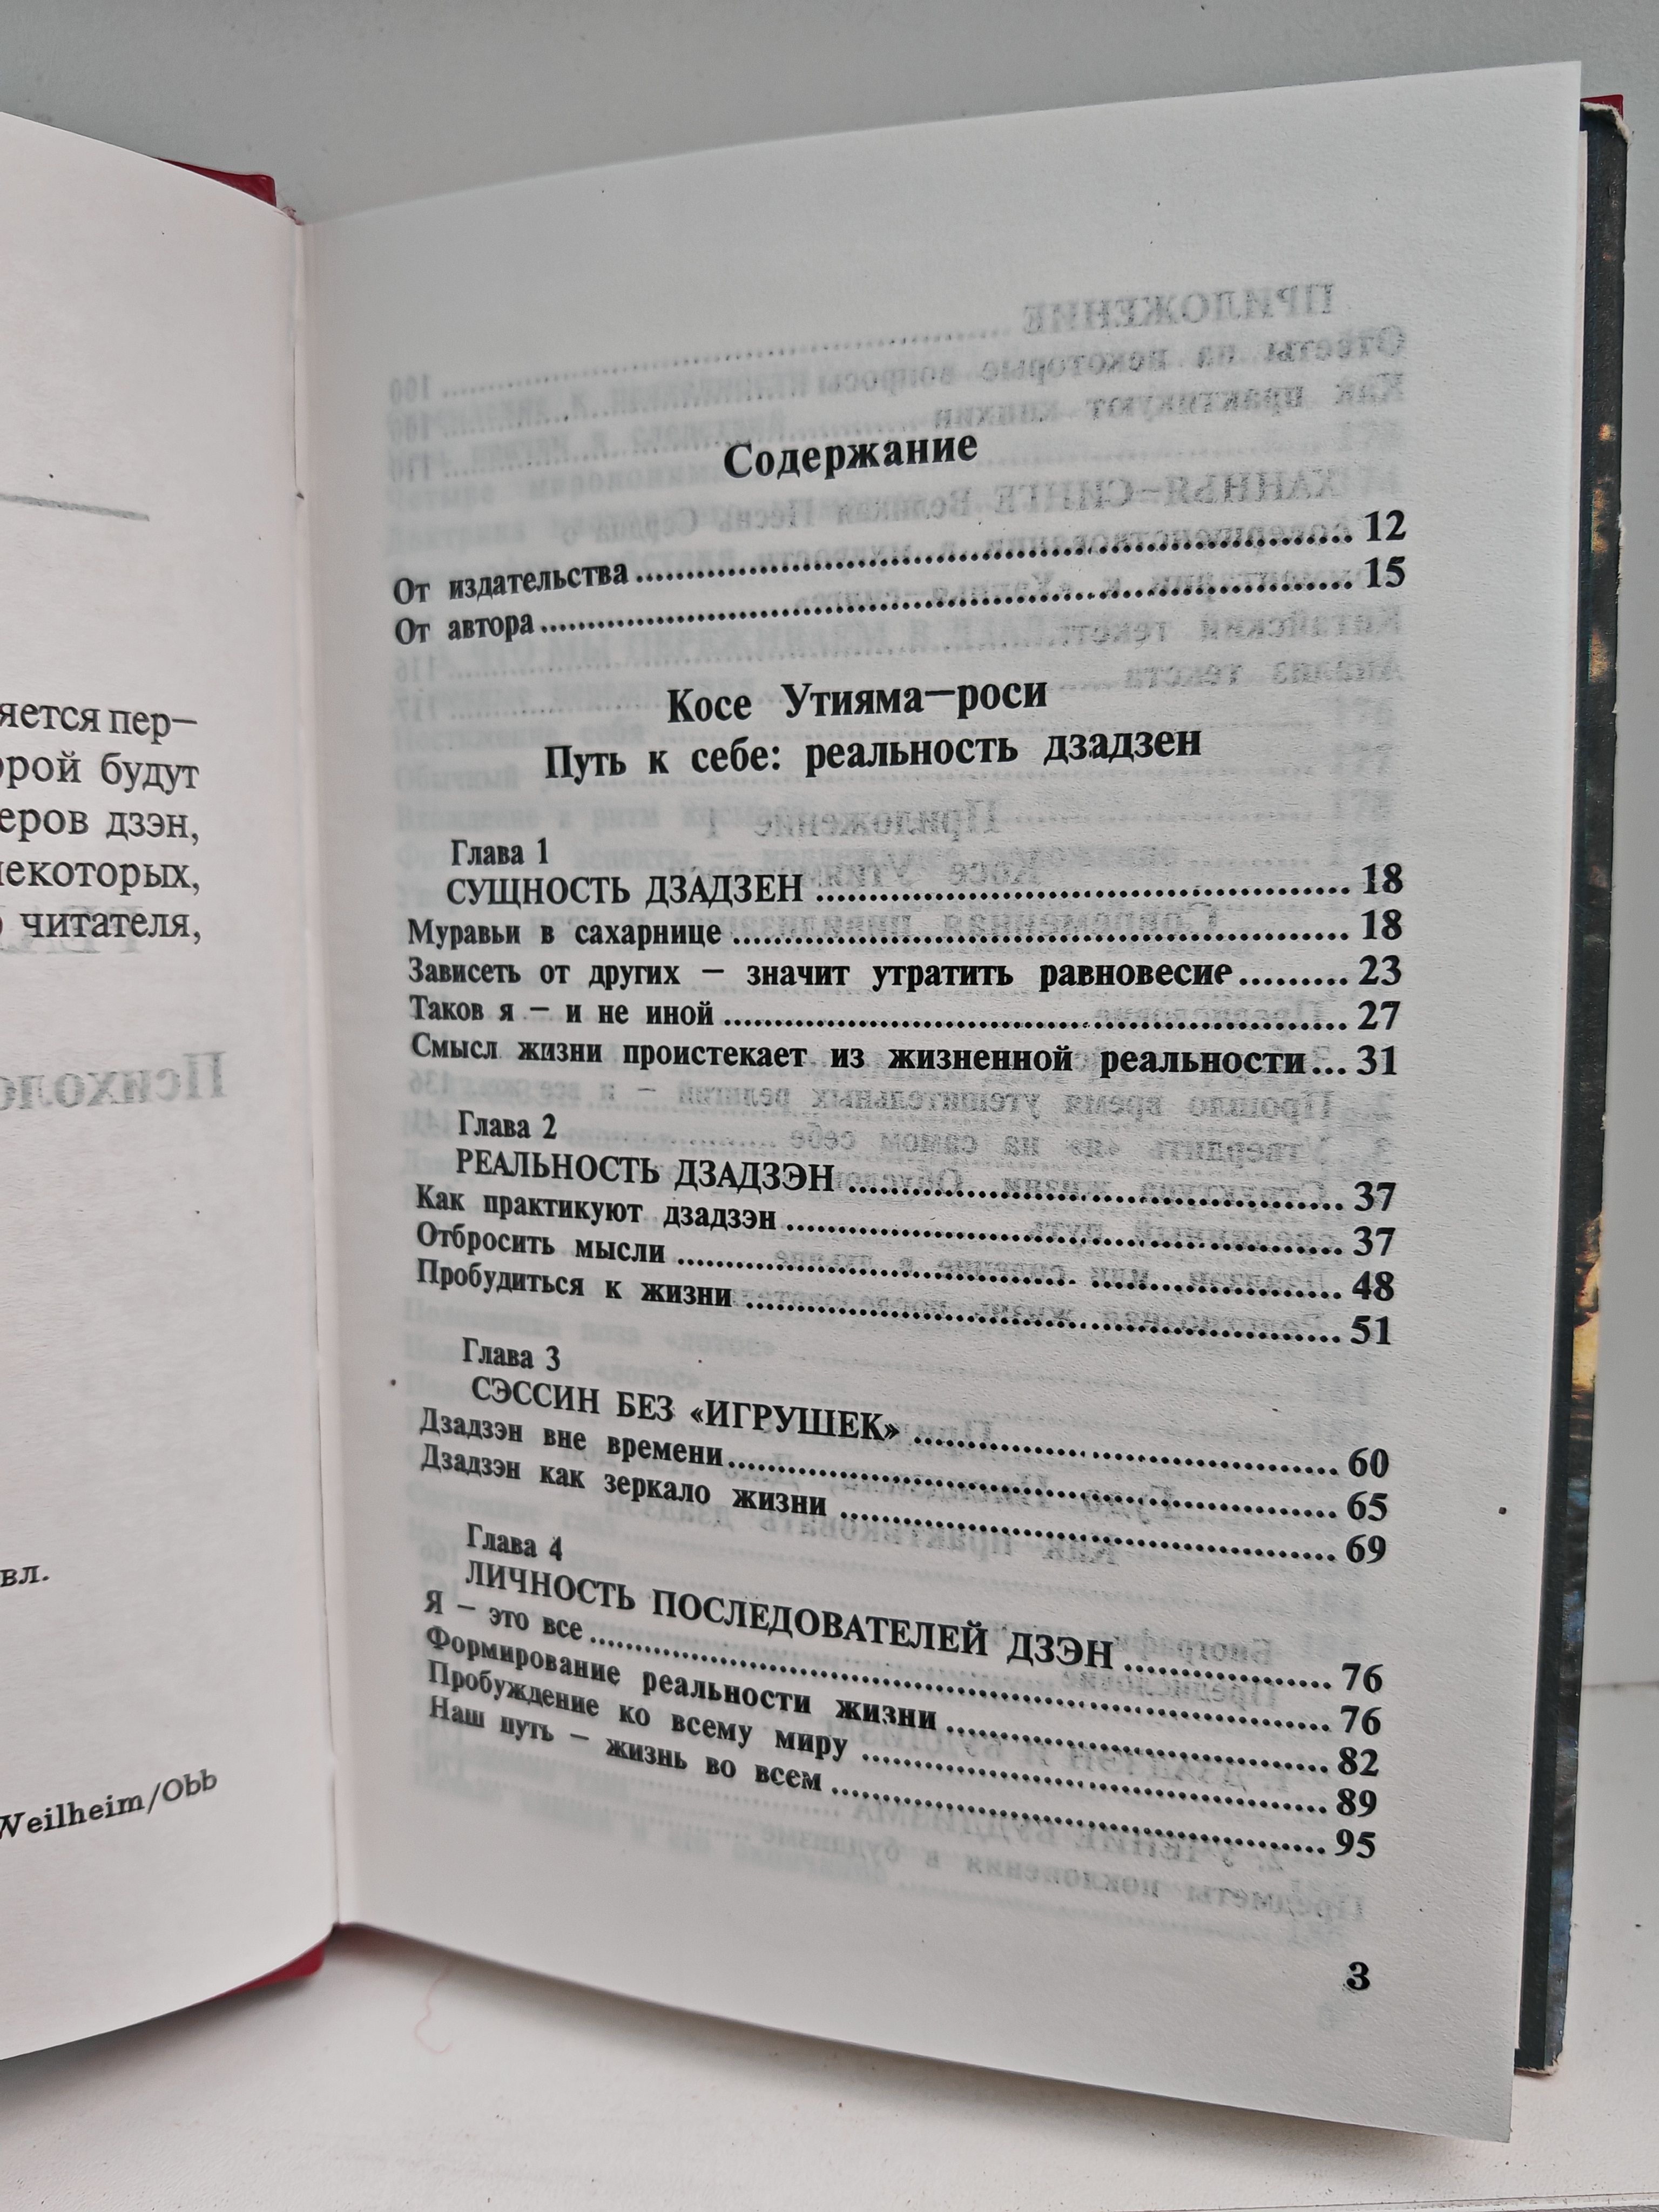 яется пер—
орой будут
еров дзэн,
некоторых,
читателя,
вл.
Weilheim/Obb
Содержание
От издательства 12
От автора 15
Косе Утияма—роси
Путь к себе: реальность дзадзен
Глава 1
СУЩНОСТЬ ДЗАДЗЕН 18
Муравьи в сахарнице 18
Зависеть от других — значит утратить равновесие 23
Таков я — и не иной 27
Смысл жизни проистекает из жизненной реальности 31
Глава 2
РЕАЛЬНОСТЬ ДЗАДЗЭН 37
Как практикуют дзадзэн 37
Отбросить мысли 48
Пробудиться к жизни 51
Глава 3
СЭССИН БЕЗ «ИГРУШЕК» 60
Дзадзэн вне времени 65
Дзадзэн как зеркало жизни 69
Глава 4
ЛИЧНОСТЬ ПОСЛЕДОВАТЕЛЕЙ ДЗЭН 76
Я — это все 76
Формирование реальности жизни 82
Пробуждение ко всему миру 89
Наш путь — жизнь во всем 95
3